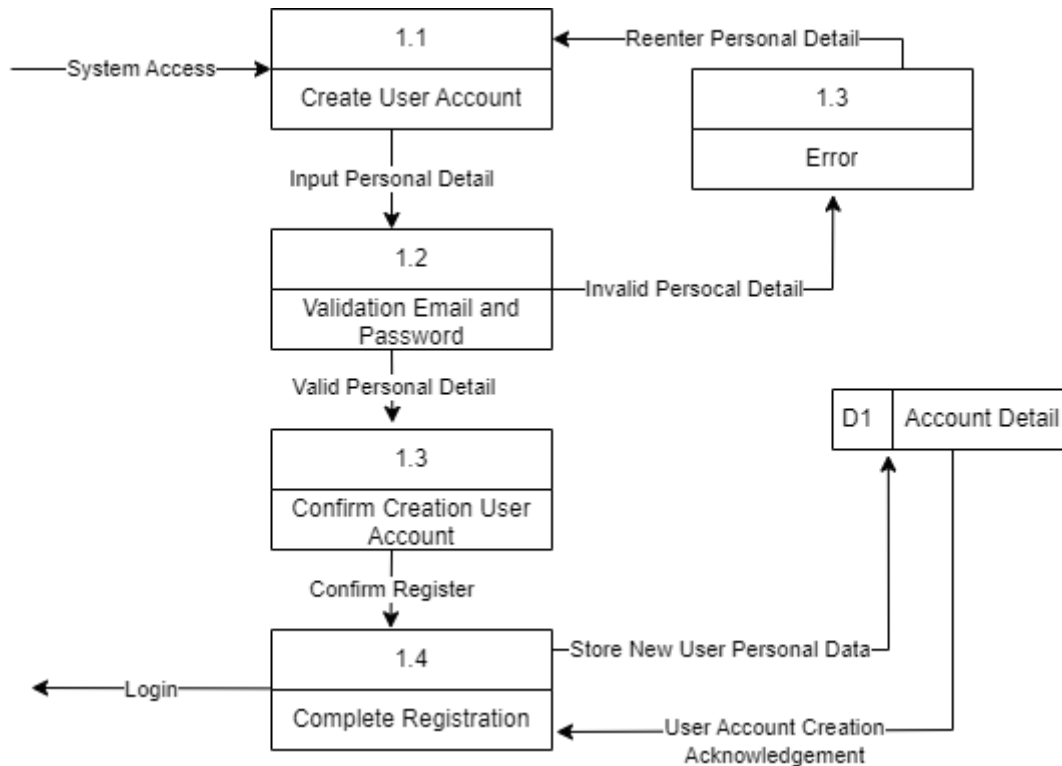 1.1
Reenter Personal Detail
System Access
Create User Account
1.3
Error
Input Personal Detail
1.2
Invalid Persocal Detail
Validation Email and
Password
Valid Personal Detail
D1
Account Detail
1.3
Confirm Creation User
Account
Confirm Register
1.4
Store New User Personal Data
Login
Complete Registration
User Account Creation
Acknowledgement